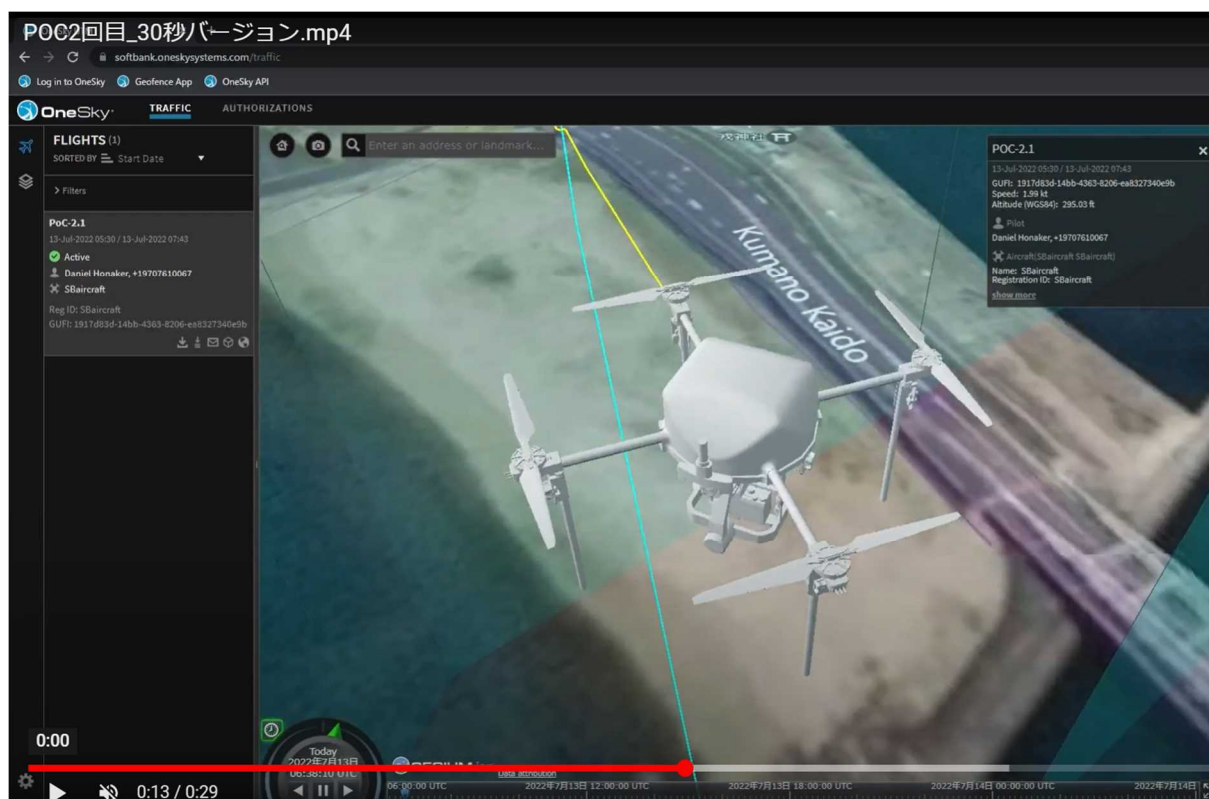 POC2回目_30秒バージョン.mp4
softbank.oneskysystems.com/traffic
Log in to OneSky
Geofence App
OneSky API
OneSky
TRAFFIC
AUTHORIZATIONS
FLIGHTS (1)
SORTED BY
Start Date
Filters
PoC-2.1
13-Jul-2022 05:30 / 13-Jul-2022 07:43
Active
Daniel Honaker, +19707610067
SBaircraft
Reg ID: SBaircraft
GUFI: 1917d83d-14bb-4363-8206-ea8327340e9b
Enter an address or landmark...
Kumano Kaido
POC-2.1
13-Jul-2022 05:30 / 13-Jul-2022 07:43
GUFI: 1917d83d-14bb-4363-8206-ea8327340e9b
Speed: 1.99 kt
Altitude (WGS84): 295.03 ft
Pilot
Daniel Honaker, +19707610067
Aircraft(SBaircraft SBaircraft)
Name: SBaircraft
Registration ID: SBaircraft
show more
0:00
Today
2022年7月13日
06:38:10 UTC
Data attribution
06:00:00 UTC
2022年7月13日 12:00:00 UTC
2022年7月13日 18:00:00 UTC
2022年7月14日 00:00:00 UTC
2022年7月14日
0:13 / 0:29